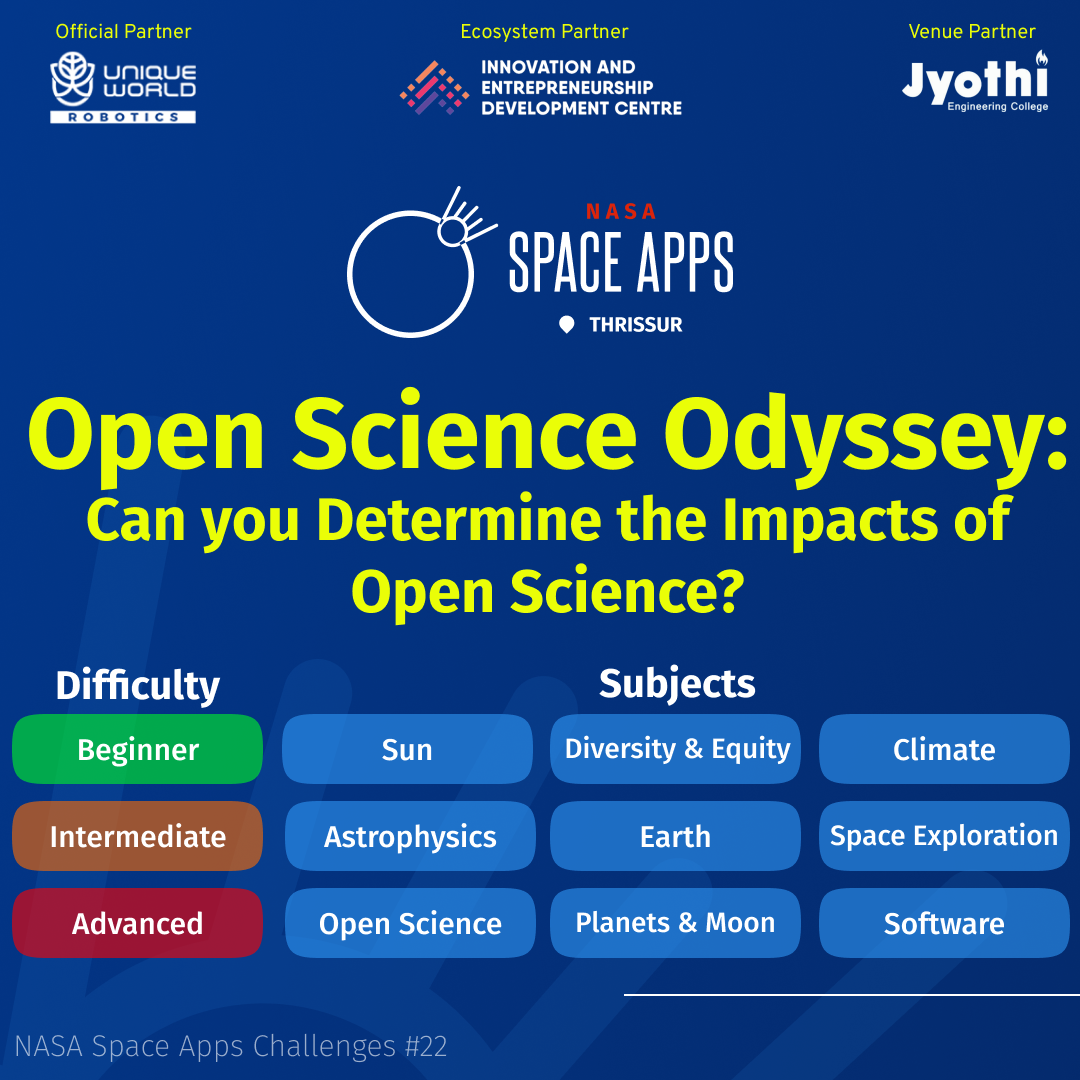 Official Partner
Ecosystem Partner
Venue Partner
UNIQUE
WORLD
ROBOTICS
INNOVATION AND
ENTREPRENEURSHIP
DEVELOPMENT CENTRE
Jyothi
Engineering College
NASA
SPACE APPS
THRISSUR
Open Science Odyssey:
Can you Determine the Impacts of
Open Science?
Difficulty
Subjects
Beginner
Sun
Diversity & Equity
Climate
Intermediate
Astrophysics
Earth
Space Exploration
Advanced
Open Science
Planets & Moon
Software
NASA Space Apps Challenges #22